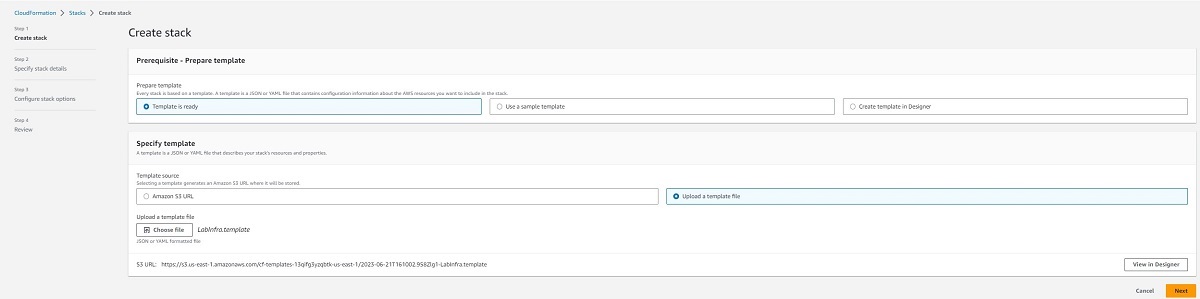 CloudFormation > Stacks > Create stack
Step 1
Create stack
Step 2
Specify stack details
Step 3
Configure stack options
Step 4
Review
Create stack
Prerequisite - Prepare template
Prepare template
Every stack is based on a template. A template is a JSON or YAML file that contains configuration information about the AWS resources you want to include in the stack.
Template is ready
Use a sample template
Create template in Designer
Specify template
A template is a JSON or YAML file that describes your stack's resources and properties.
Template source
Selecting a template generates an Amazon S3 URL where it will be stored.
Amazon S3 URL
Upload a template file
Upload a template file
Choose file LabInfra.template
JSON or YAML formatted file
S3 URL: https://s3.us-east-1.amazonaws.com/cf-templates-13qifg3yzqbtk-us-east-1/2023-06-21T161002.958Zlg1-LabInfra.template
View in Designer
Cancel Next